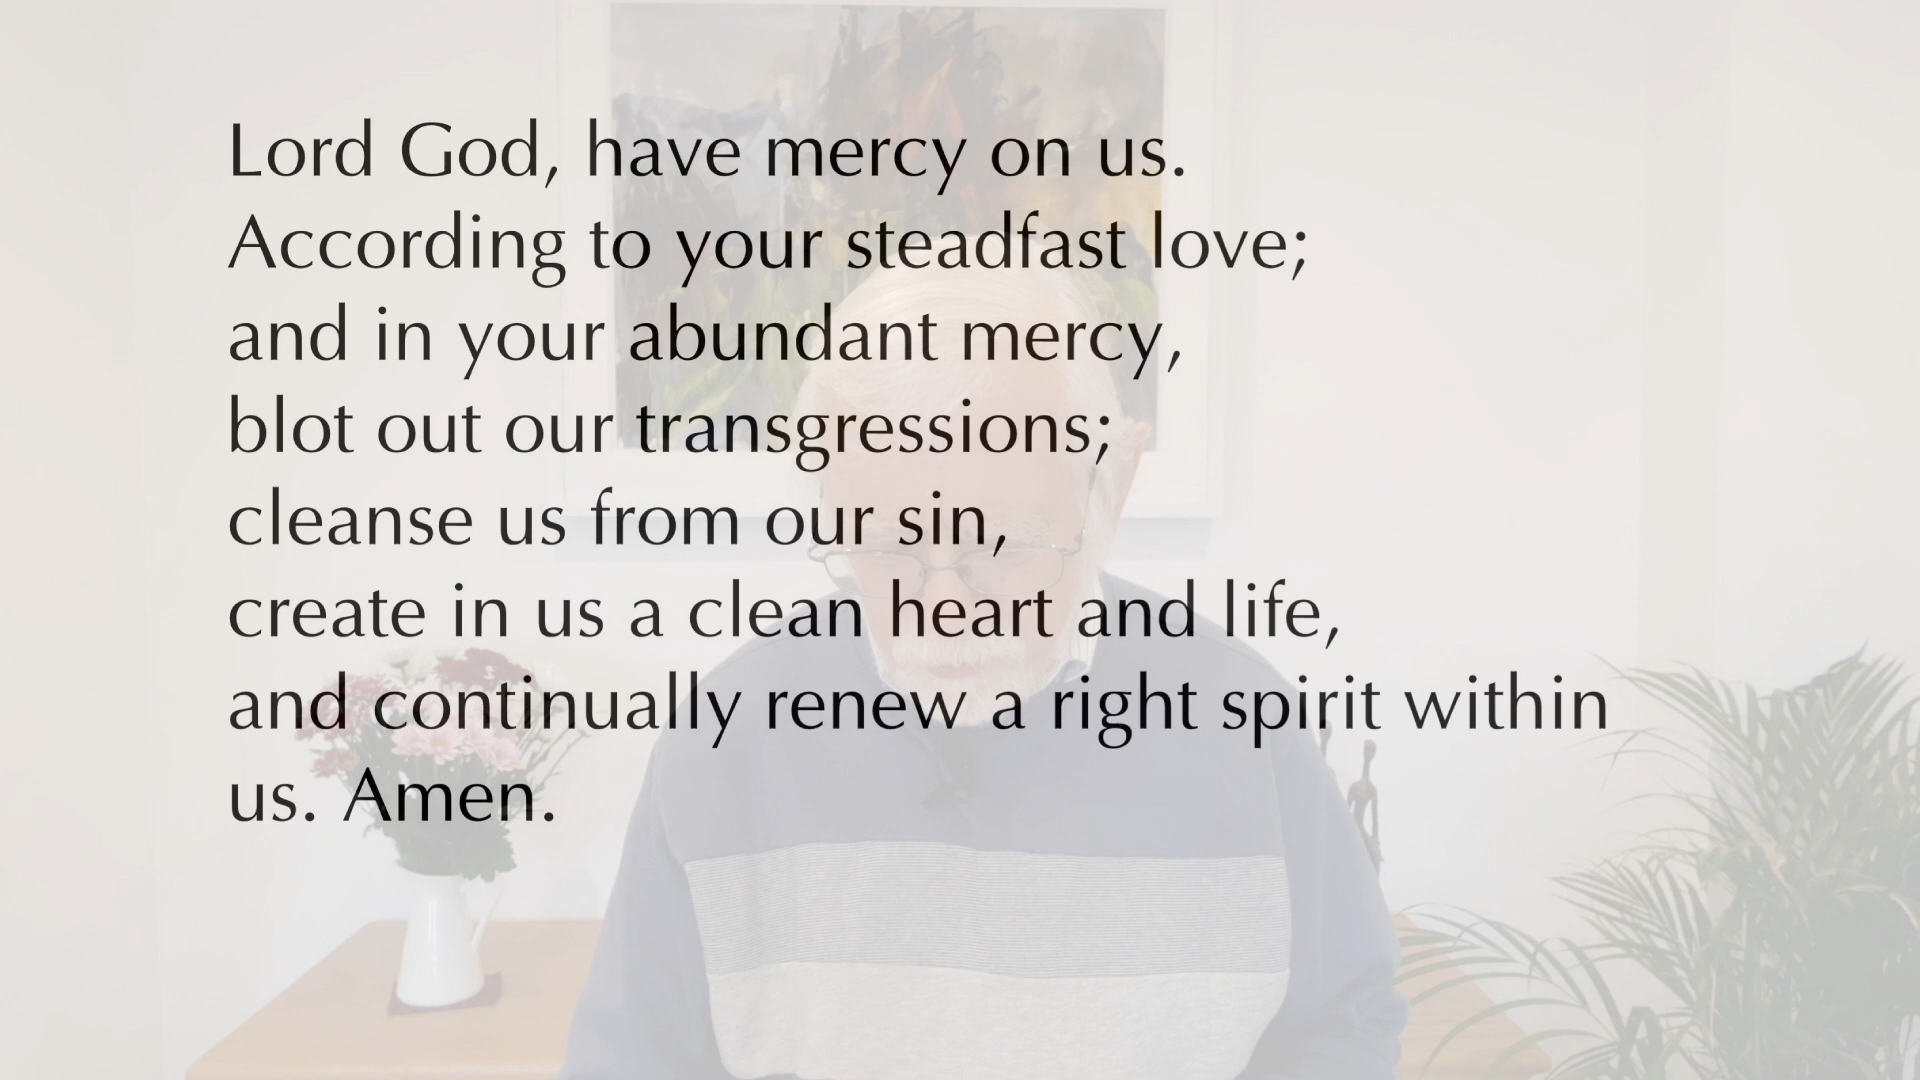 Lord God, have mercy on us.
According to your steadfast love;
and in your abundant mercy,
blot out our transgressions;
cleanse us from our sin,
create in us a clean heart and life,
and continually renew a right spirit within
us. Amen.